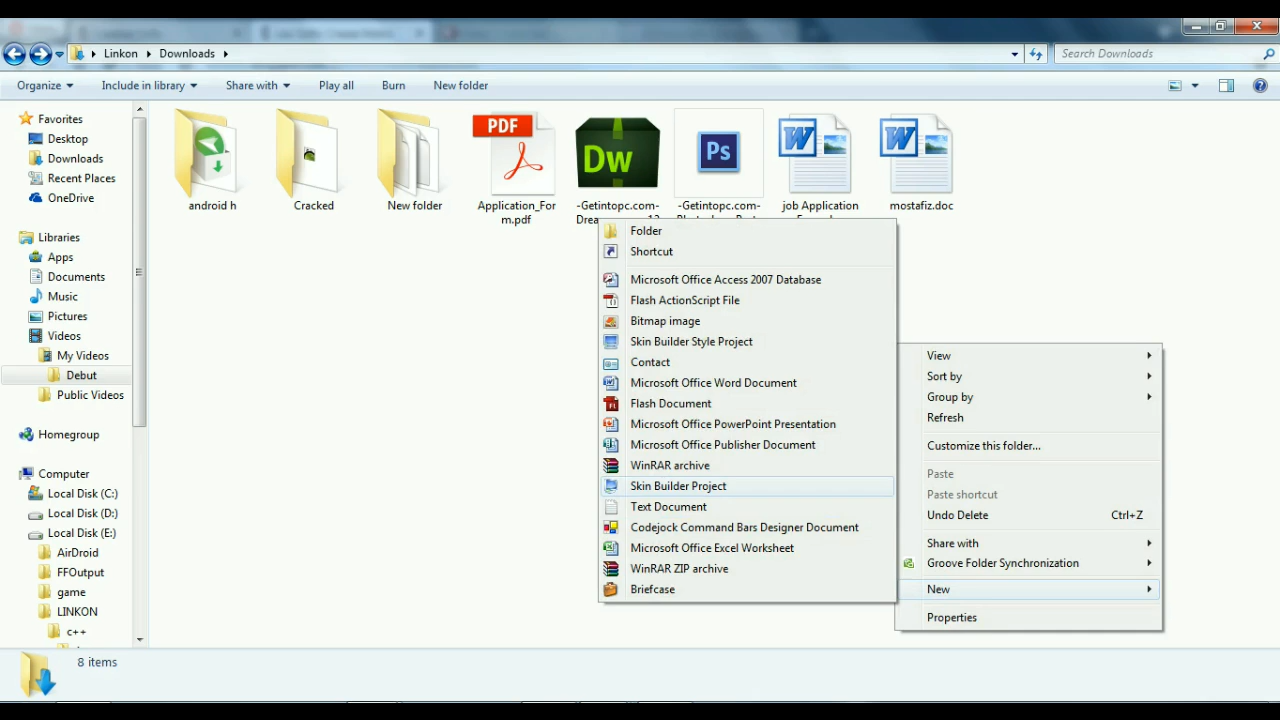 Linkon
Downloads
Search Downloads
Organize
Include in library
Share with
Play all
Burn
New folder
Favorites
Desktop
Downloads
Recent Places
OneDrive
Libraries
Apps
Documents
Music
Pictures
Videos
My Videos
Debut
Public Videos
Homegroup
Computer
Local Disk (C:)
Local Disk (D:)
Local Disk (E:)
AirDroid
FFOutput
game
LINKON
c++
android h
Cracked
New folder
PDF
Application_For
m.pdf
Dw
-Getintopc.com-
Ps
-Getintopc.com-
W
job Application
W
mostafiz.doc
Folder
Shortcut
Microsoft Office Access 2007 Database
Flash ActionScript File
Bitmap image
Skin Builder Style Project
Contact
Microsoft Office Word Document
Flash Document
Microsoft Office PowerPoint Presentation
Microsoft Office Publisher Document
WinRAR archive
Skin Builder Project
Text Document
Codejock Command Bars Designer Document
Microsoft Office Excel Worksheet
WinRAR ZIP archive
Briefcase
View
Sort by
Group by
Refresh
Customize this folder...
Paste
Paste shortcut
Undo Delete Ctrl+Z
Share with
Groove Folder Synchronization
New
Properties
8 items